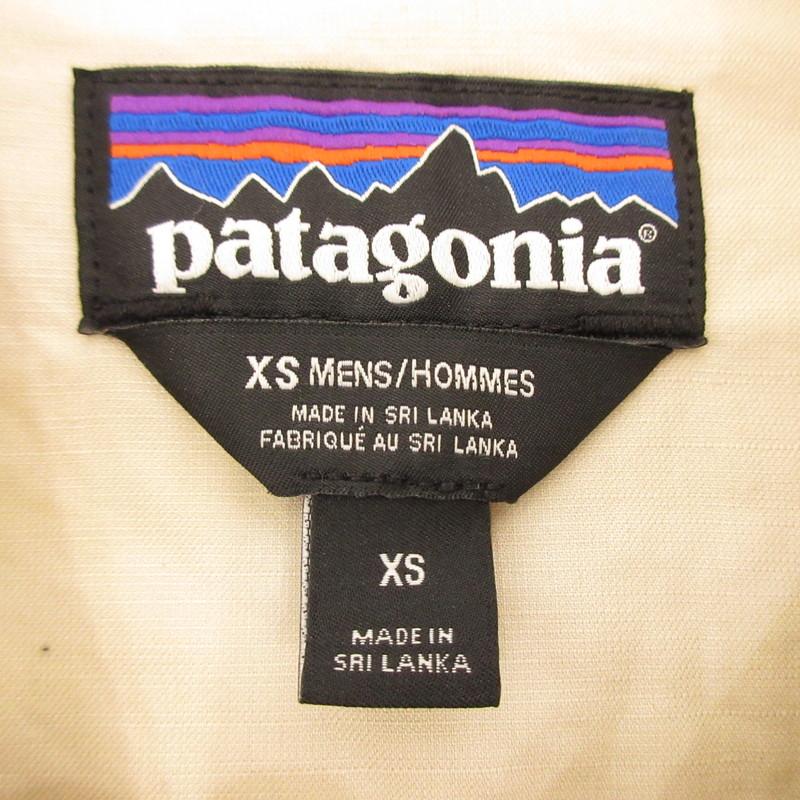 patagonia®
XS MENS/HOMMES
MADE IN SRI LANKA
FABRIQUÉ AU SRI LANKA
XS
MADE IN
SRI LANKA